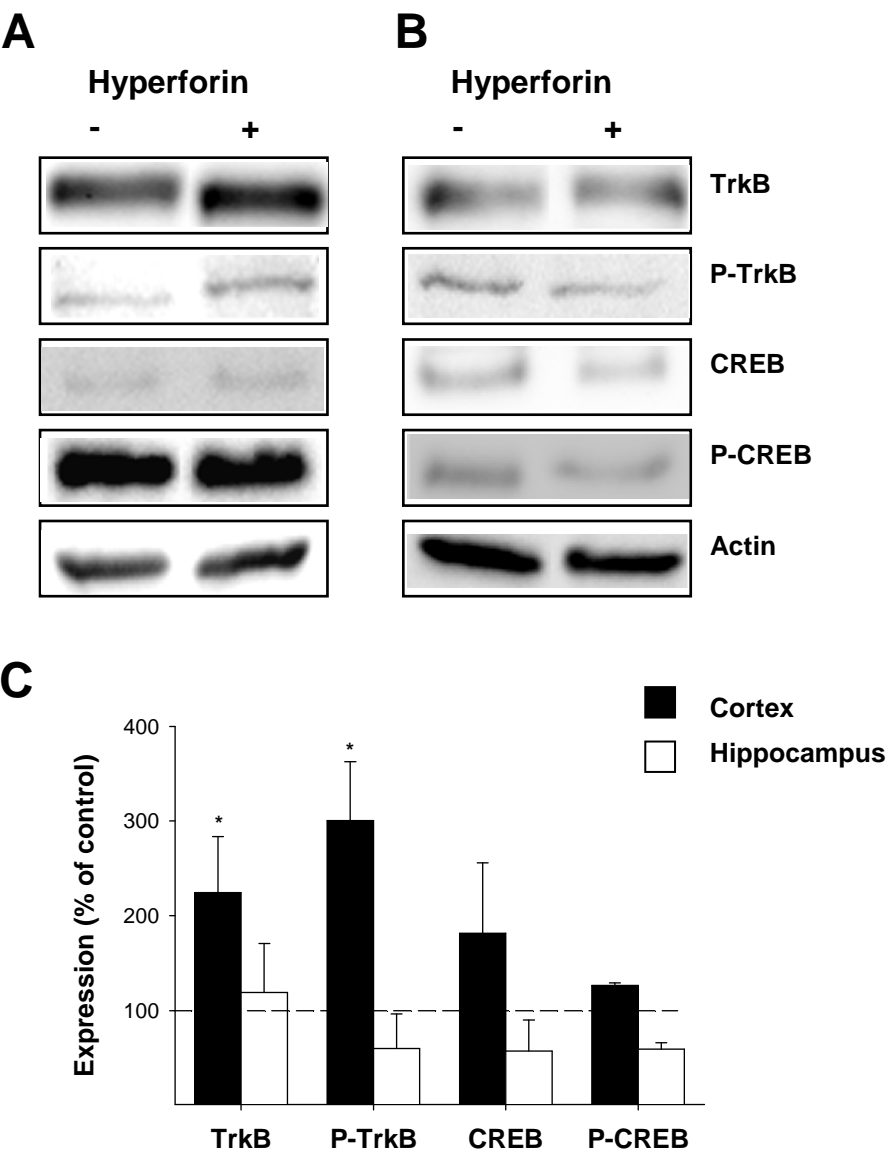 A
B
Hyperforin
Hyperforin
- +
- +
TrkB
P-TrkB
CREB
P-CREB
Actin
C
Cortex
Hippocampus
Expression (% of control)
400
300
200
100
*
*
TrkB P-TrkB CREB P-CREB